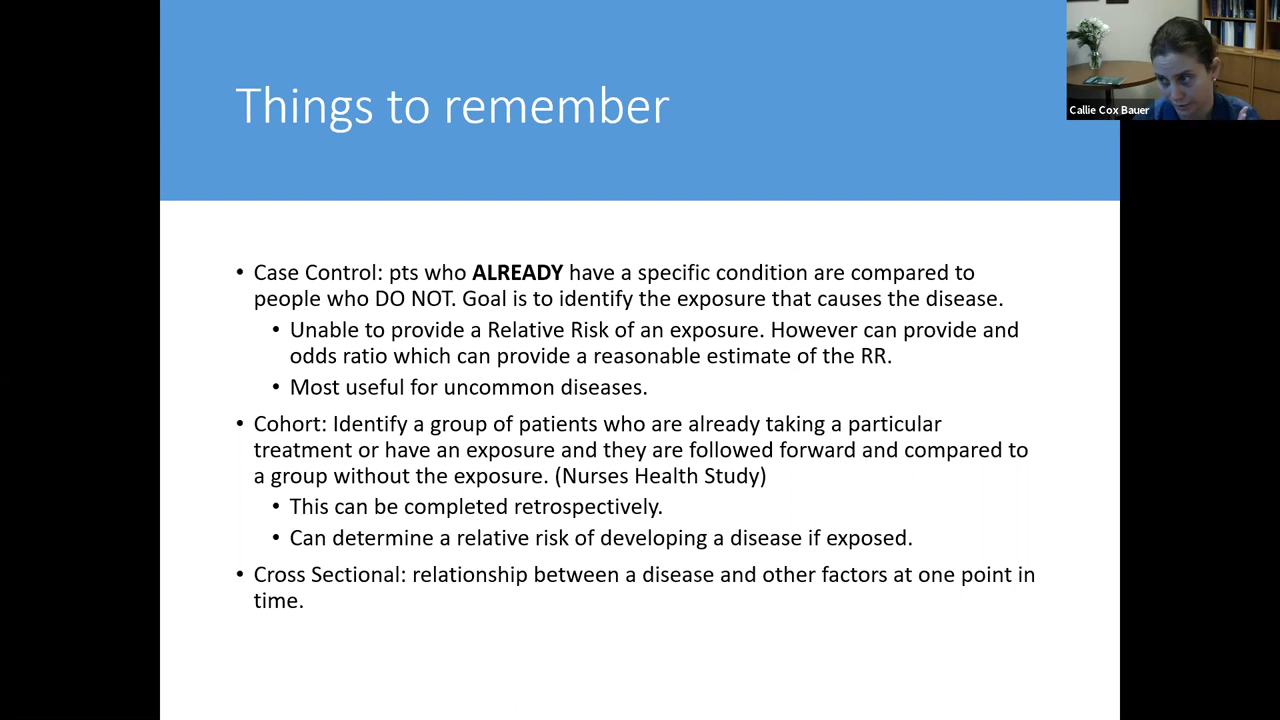 Things to remember
Callie Cox Bauer
• Case Control: pts who ALREADY have a specific condition are compared to
people who DO NOT. Goal is to identify the exposure that causes the disease.
• Unable to provide a Relative Risk of an exposure. However can provide and
odds ratio which can provide a reasonable estimate of the RR.
• Most useful for uncommon diseases.
• Cohort: Identify a group of patients who are already taking a particular
treatment or have an exposure and they are followed forward and compared to
a group without the exposure. (Nurses Health Study)
• This can be completed retrospectively.
• Can determine a relative risk of developing a disease if exposed.
• Cross Sectional: relationship between a disease and other factors at one point in
time.